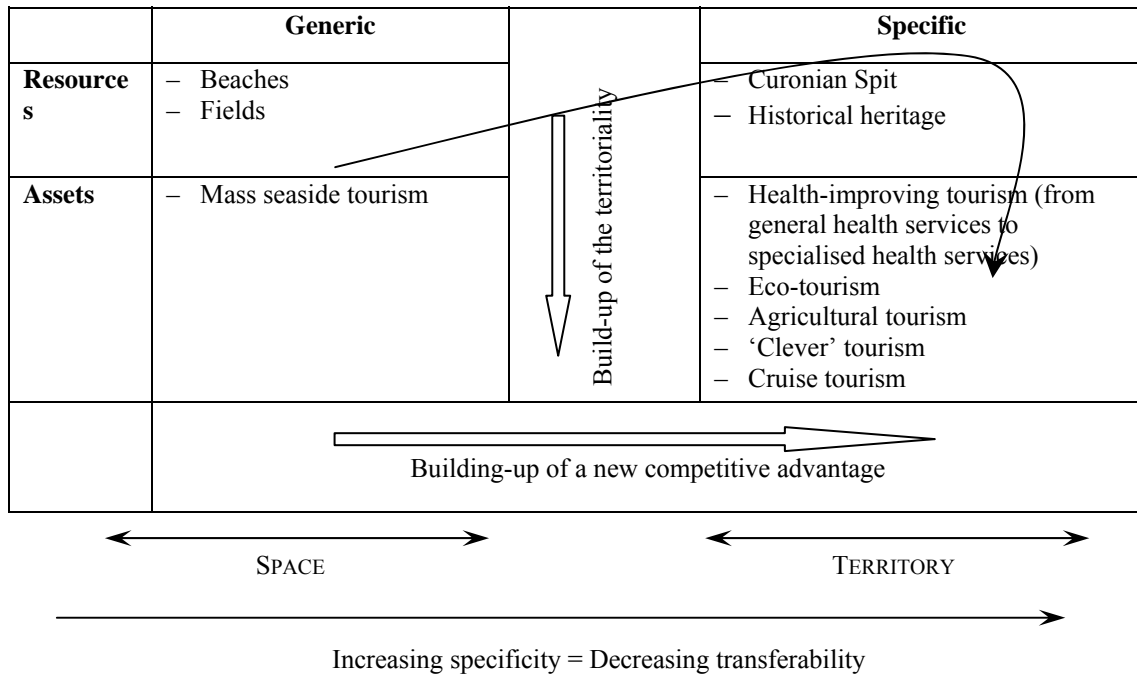 Generic
Specific
Resource
s
– Beaches
– Fields
Build-up of the territoriality
– Curonian Spit
– Historical heritage
Assets
– Mass seaside tourism
– Health-improving tourism (from
general health services to
specialised health services)
– Eco-tourism
– Agricultural tourism
– ‘Clever’ tourism
– Cruise tourism
Building-up of a new competitive advantage
SPACE
TERRITORY
Increasing specificity = Decreasing transferability